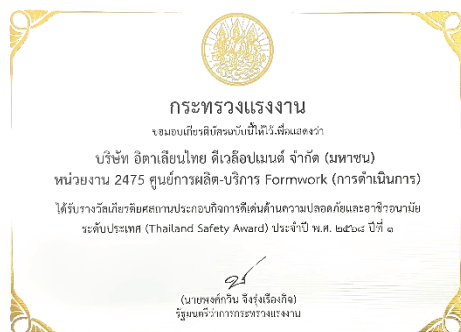 กระทรวงแรงงาน
ขอมอบเกียรติบัตรฉบับนี้ให้ไว้เพื่อแสดงว่า
บริษัท อิตาเลียนไทย ดีเวล๊อปเมนต์ จำกัด (มหาชน)
หน่วยงาน 2475 ศูนย์การผลิต-บริการ Formwork (การดำเนินการ)
ได้รับรางวัลเกียรติยศสถานประกอบกิจการดีเด่นด้านความปลอดภัยและอาชีวอนามัย
ระดับประเทศ (Thailand Safety Award) ประจำปี พ.ศ. ๒๕๖๘ ปีที่ ๑
(นายพงศ์กวิน จึงรุ่งเรืองกิจ)
รัฐมนตรีว่าการกระทรวงแรงงาน